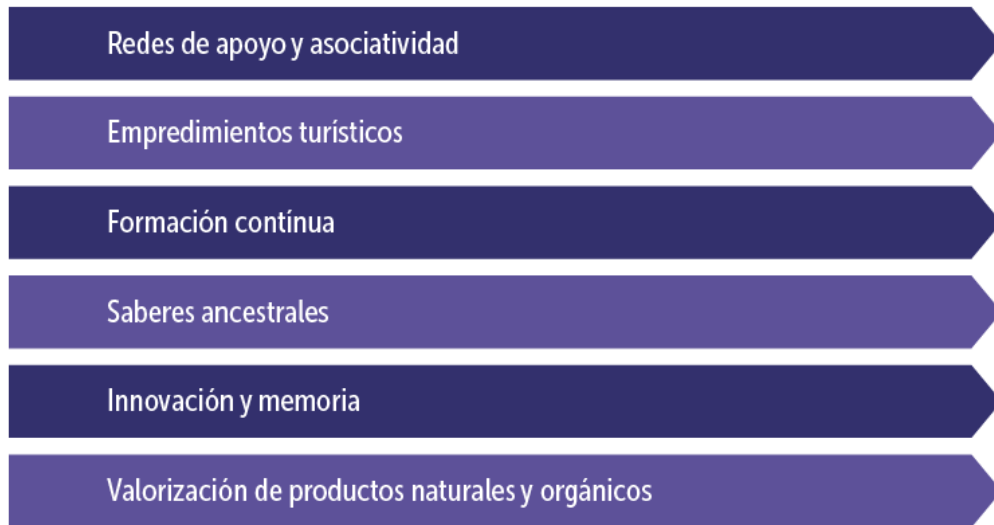 Redes de apoyo y asociatividad
Empredimientos turísticos
Formación contínua
Saberes ancestrales
Innovación y memoria
Valorización de productos naturales y orgánicos